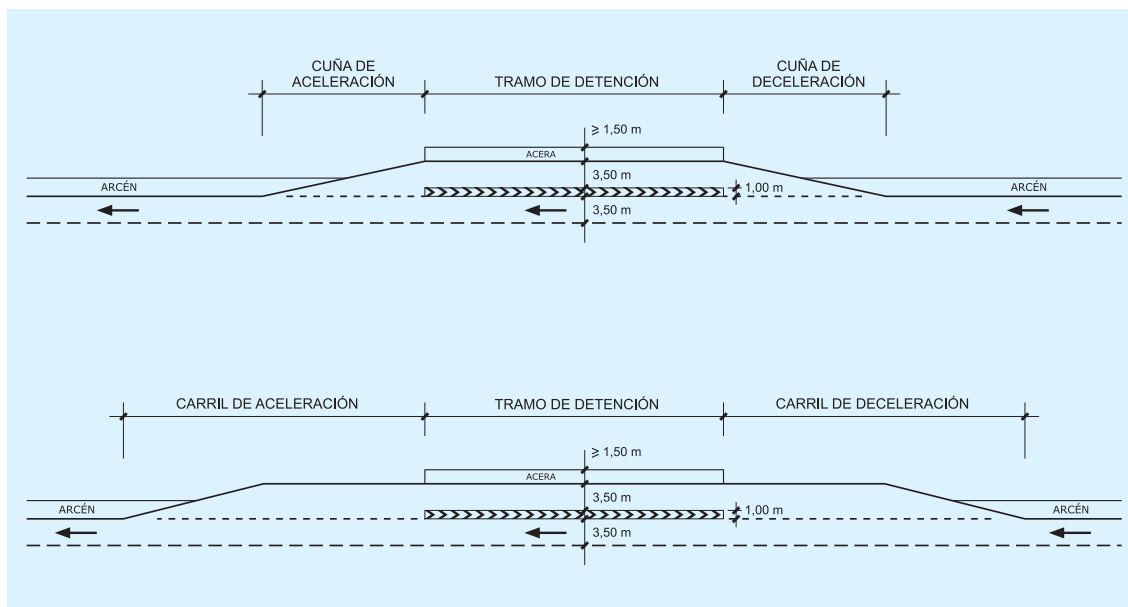 CUÑA DE
ACELERACIÓN
TRAMO DE DETENCIÓN
CUÑA DE
DECELERACIÓN
⩾ 1,50 m
ACERA
3,50 m
ARCÉN
1,00 m
ARCÉN
3,50 m
CARRIL DE ACELERACIÓN
TRAMO DE DETENCIÓN
CARRIL DE DECELERACIÓN
⩾ 1,50 m
ACERA
3,50 m
ARCÉN
1,00 m
ARCÉN
3,50 m